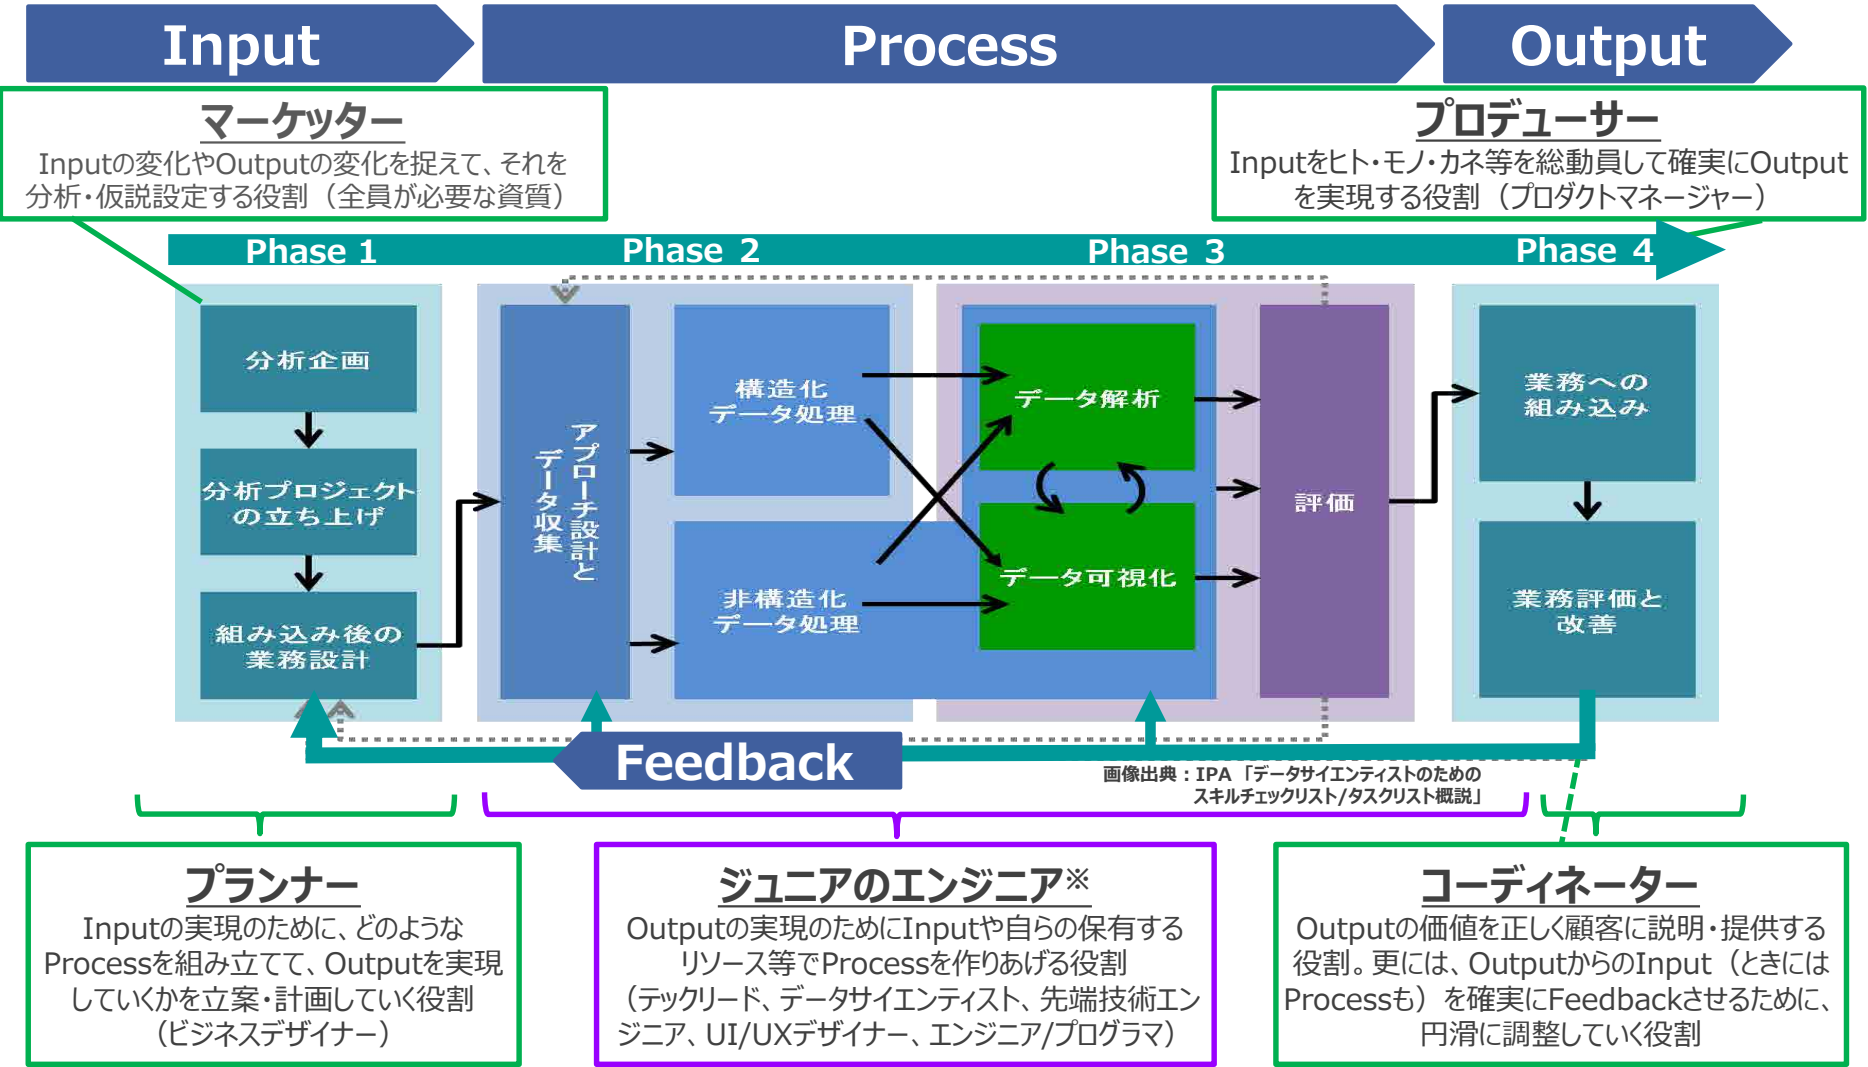 Input
Process
Output
マーケッター
Inputの変化やOutputの変化を捉えて、それを
分析・仮説設定する役割（全員が必要な資質）
プロデューサー
Inputをヒト・モノ・カネ等を総動員して確実にOutput
を実現する役割（プロダクトマネージャー）
Phase 1
Phase 2
Phase 3
Phase 4
分析企画
分析プロジェクト
の立ち上げ
組み込み後の
業務設計
アプローチ設計と
データ収集
構造化
データ処理
非構造化
データ処理
データ解析
データ可視化
評価
業務への
組み込み
業務評価と
改善
Feedback
画像出典：IPA「データサイエンティストのための
スキルチェックリスト/タスクリスト概説」
プランナー
Inputの実現のために、どのような
Processを組み立てて、Outputを実現
していくかを立案・計画していく役割
（ビジネスデザイナー）
ジュニアのエンジニア※
Outputの実現のためにInputや自らの保有する
リソース等でProcessを作りあげる役割
（テックリード、データサイエンティスト、先端技術エン
ジニア、UI/UXデザイナー、エンジニア/プログラマ）
コーディネーター
Outputの価値を正しく顧客に説明・提供する
役割。更には、OutputからのInput（ときには
Processも）を確実にFeedbackさせるために、
円滑に調整していく役割